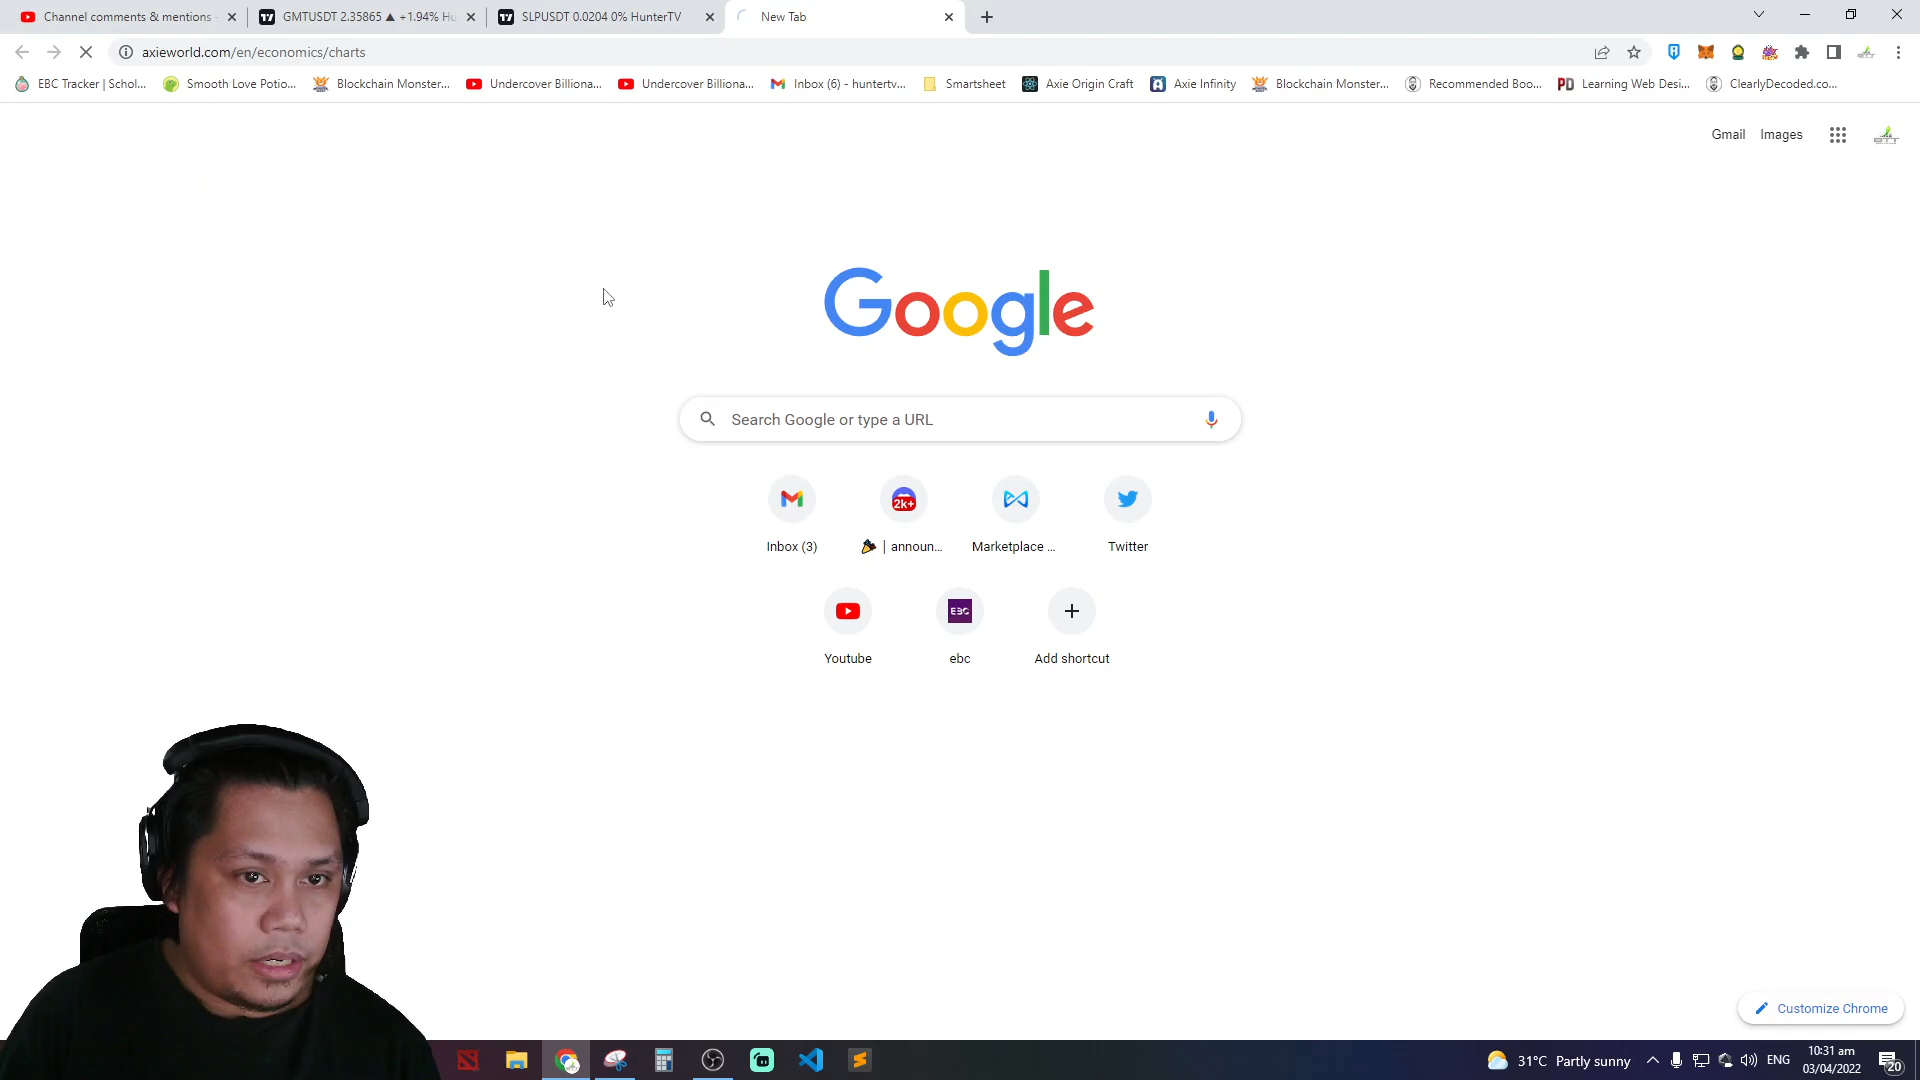 Channel comments & mentions
GMTUSDT 2.35865 ▲ +1.94% Hu
SLPUSDT 0.0204 0% HunterTV
New Tab
axieworld.com/en/economics/charts
EBC Tracker | Schol...
Smooth Love Potio...
Blockchain Monster...
Undercover Billiona...
Undercover Billiona...
Inbox (6) - huntertv...
Smartsheet
Axie Origin Craft
Axie Infinity
Blockchain Monster...
Recommended Boo...
PD Learning Web Desi...
ClearlyDecoded.co...
Gmail Images
Google
Search Google or type a URL
2k+
Inbox (3)
| announ...
Marketplace ...
Twitter
EBC
Youtube
ebc
Add shortcut
Customize Chrome
31°C Partly sunny
ENG
10:31 am
03/04/2022
20